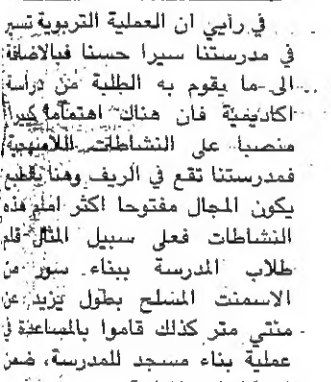 في رأيي ان العملية التربوية تسير
في مدرستنا سيرا حسنا فبالاضافة
الى ما يقوم به الطلبة من دراسة
اكاديمية فان هناك اهتماما كبيرا
منصبا على النشاطات اللامنهجية
فمدرستنا تقع في الريف وهنا بالطبع
يكون المجال مفتوحا اكثر امام هذه
النشاطات فعلى سبيل المثال قام
طلاب المدرسة ببناء سور من
الاسمنت المسلح بطول تزيد عن
مئتي متر كذلك قاموا بالمساعدة في
عملية بناء مسجد للمدرسة، ضمن